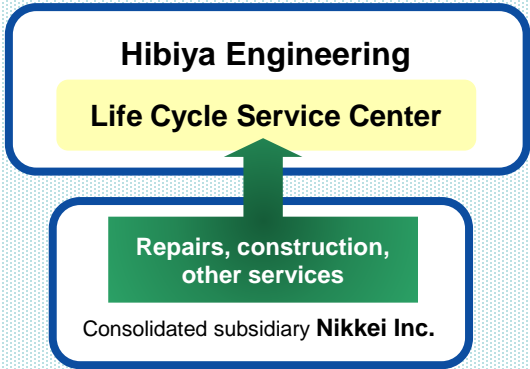 Hibiya Engineering
Life Cycle Service Center
Repairs, construction,
other services
Consolidated subsidiary Nikkei Inc.